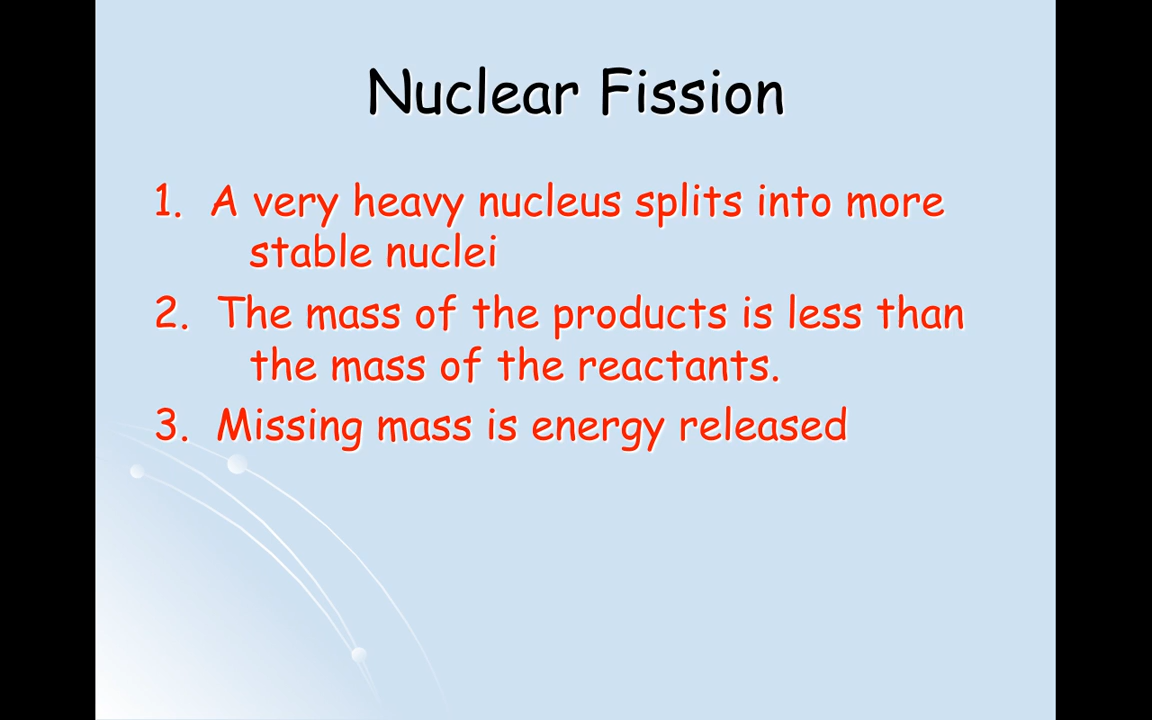 Nuclear Fission
1. A very heavy nucleus splits into more
stable nuclei
2. The mass of the products is less than
the mass of the reactants.
3. Missing mass is energy released